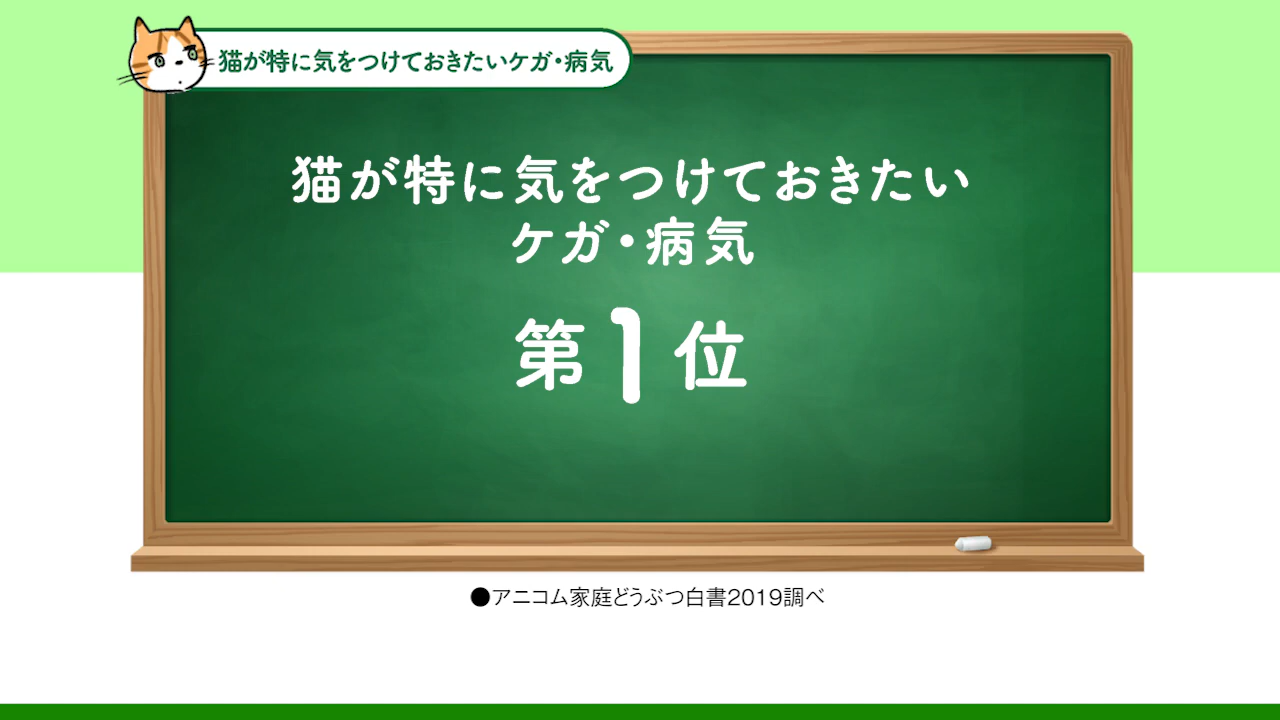 猫が特に気をつけておきたいケガ・病気
猫が特に気をつけておきたい
ケガ・病気
第1位
●アニコム家庭どうぶつ白書2019調べ